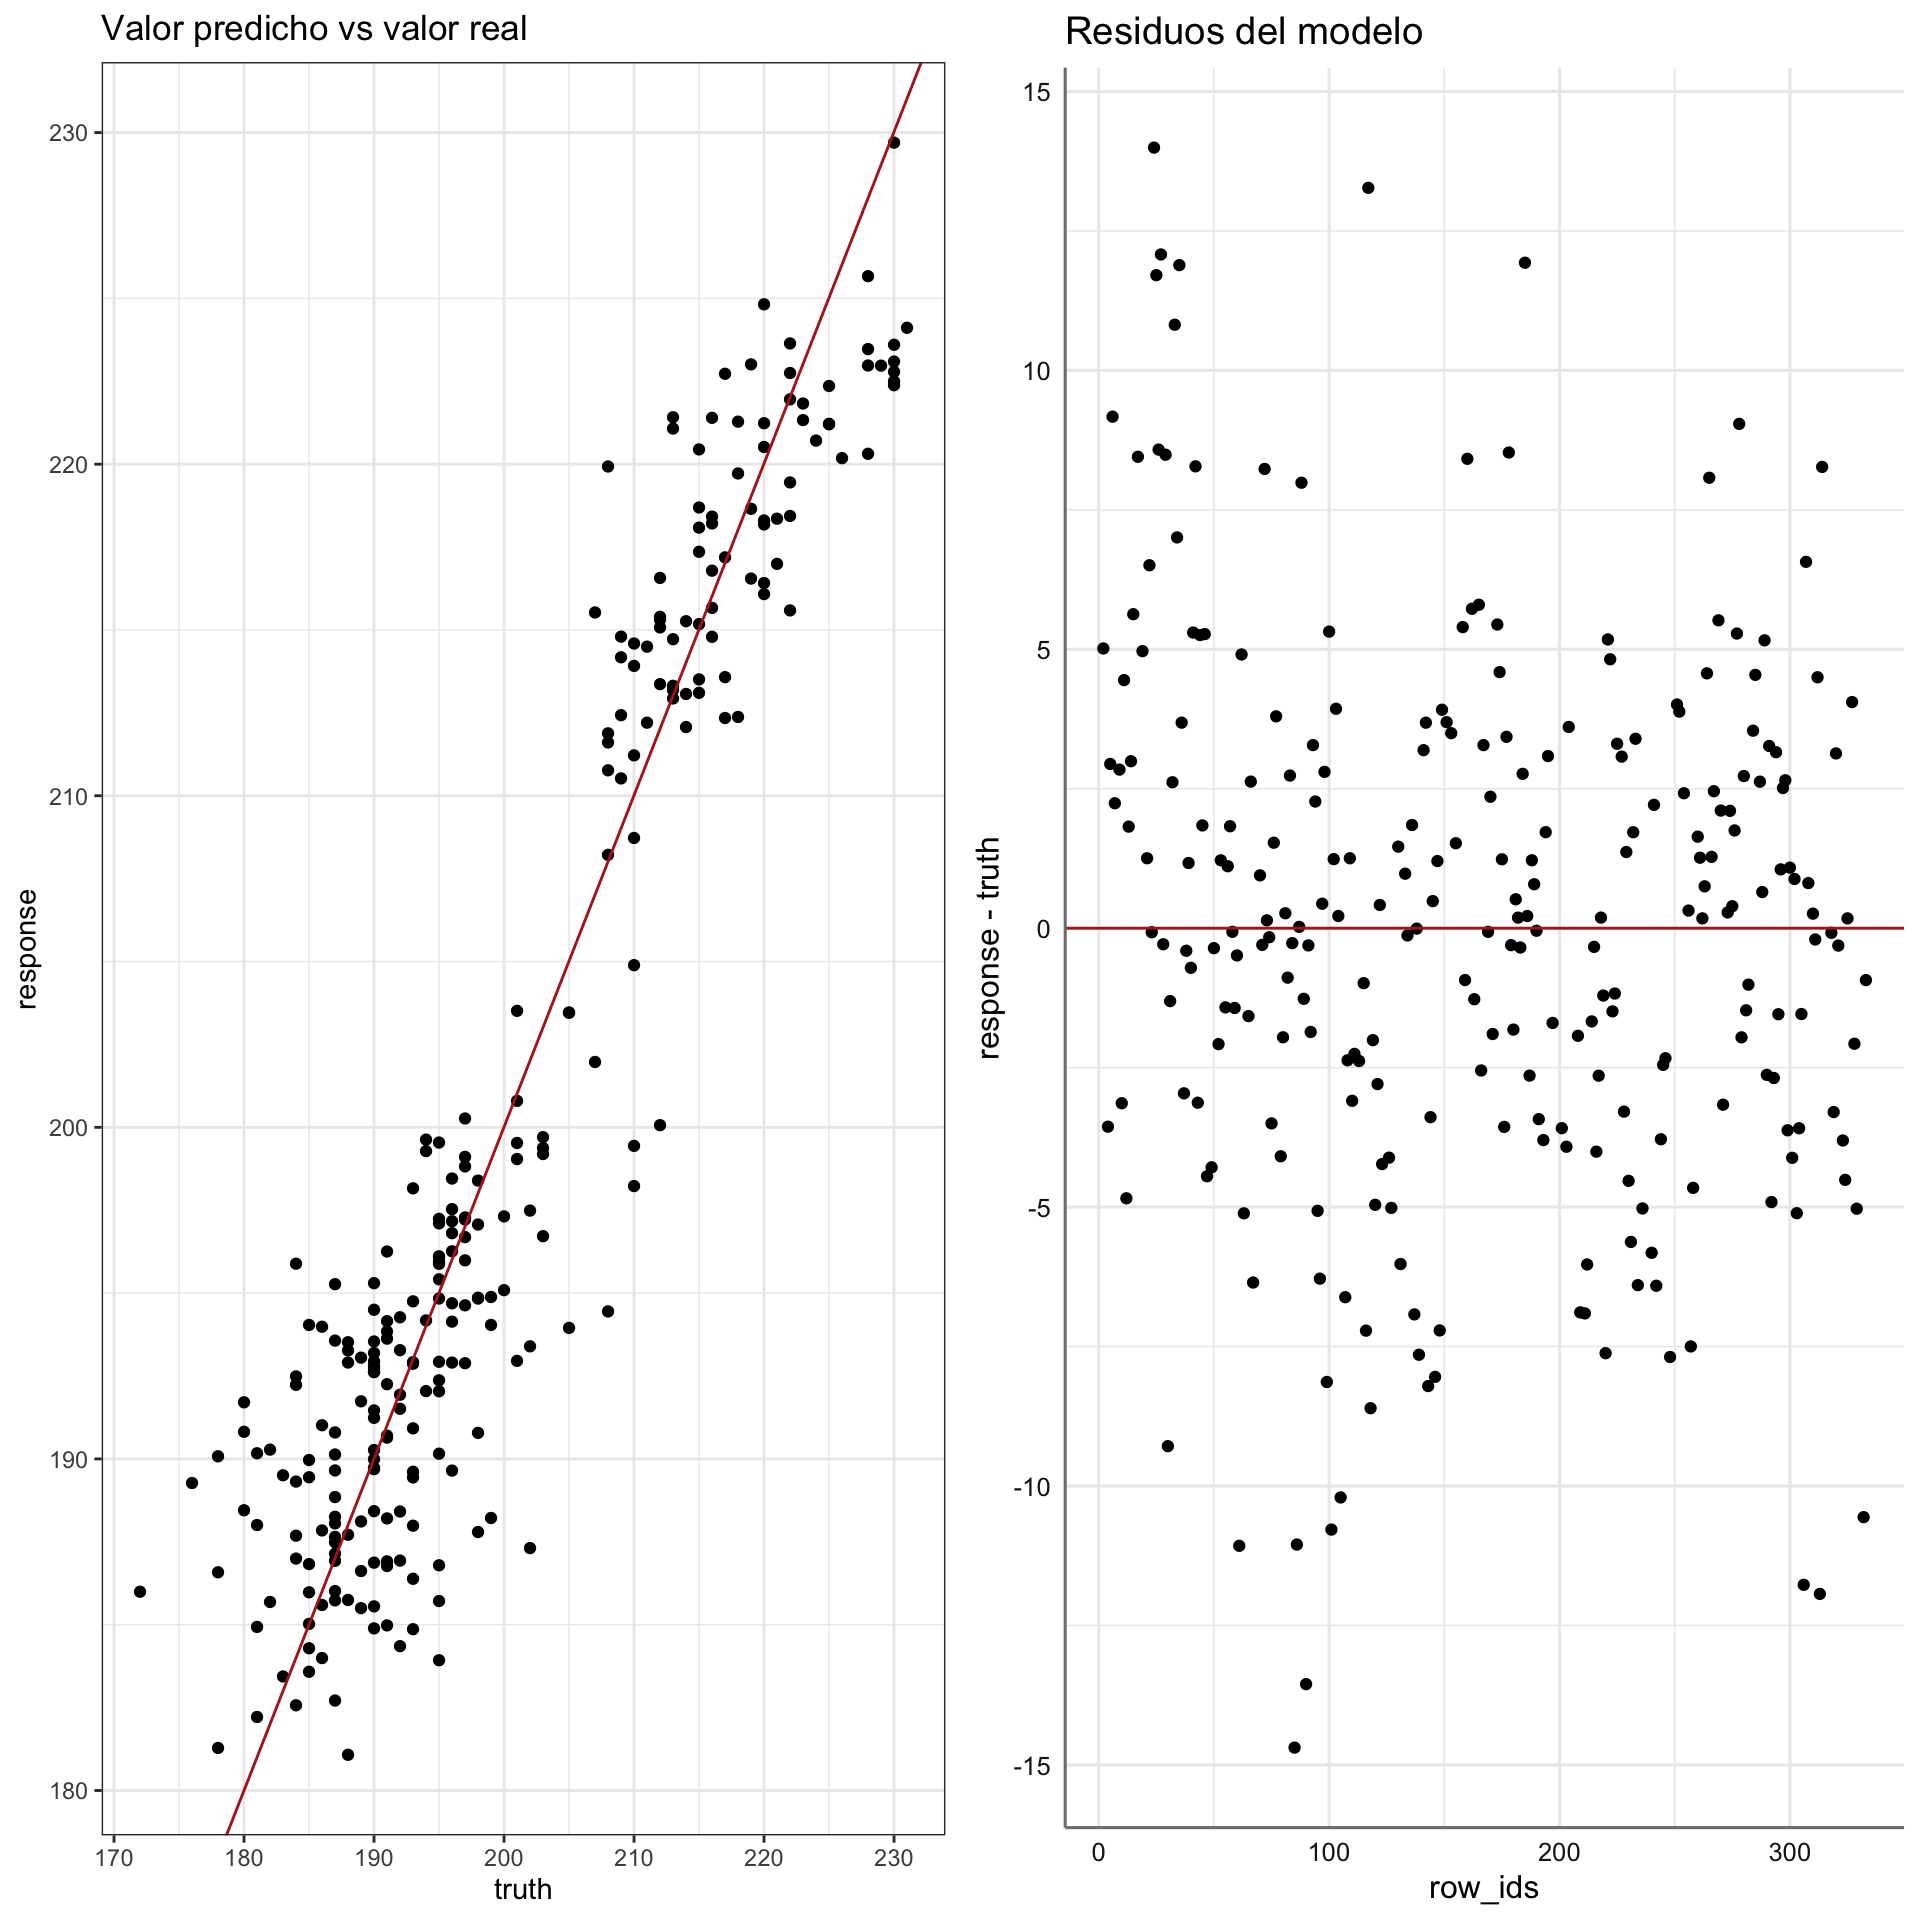 Valor predicho vs valor real
230
220
210
200
190
180
response
170 180 190 200 210 220 230
truth
Residuos del modelo
15
10
5
0
-5
-10
-15
response - truth
0 100 200 300
row_ids